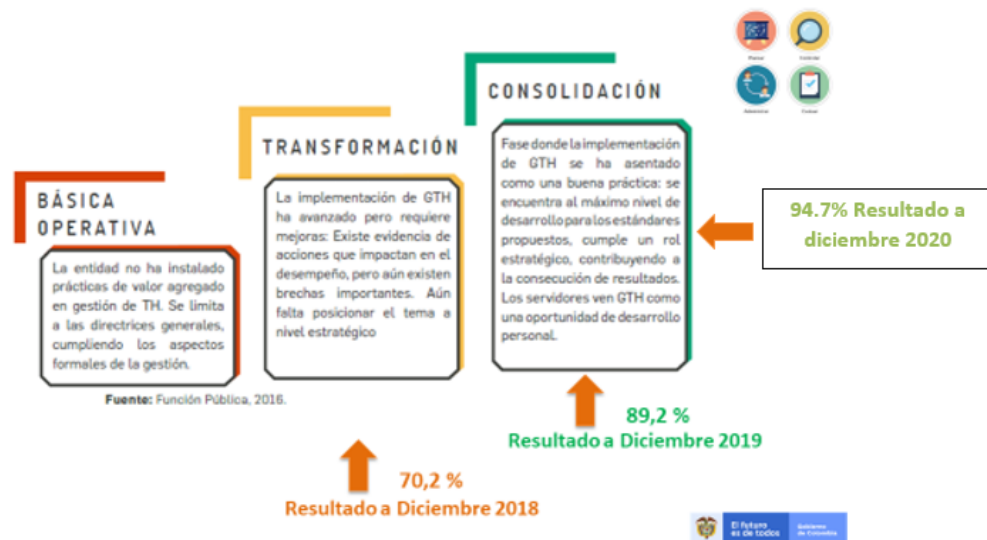 BÁSICA
OPERATIVA
La entidad no ha instalado
prácticas de valor agregado
en gestión de TH. Se limita
a las directrices generales,
cumpliendo los aspectos
formales de la gestión.
Fuente: Función Pública, 2016.
TRANSFORMACIÓN
La implementación de GTH
ha avanzado pero requiere
mejoras: Existe evidencia de
acciones que impactan en el
desempeño, pero aún existen
brechas importantes. Aún
falta posicionar el tema a
nivel estratégico
70,2 %
Resultado a Diciembre 2018
CONSOLIDACIÓN
Fase donde la implementación
de GTH se ha asentado
como una buena práctica: se
encuentra al máximo nivel de
desarrollo para los estándares
propuestos, cumple un rol
estratégico, contribuyendo a
la consecución de resultados.
Los servidores ven GTH como
una oportunidad de desarrollo
personal.
89,2 %
Resultado a Diciembre 2019
94.7% Resultado a
diciembre 2020
El futuro
es de todos
Gobierno
de Colombia